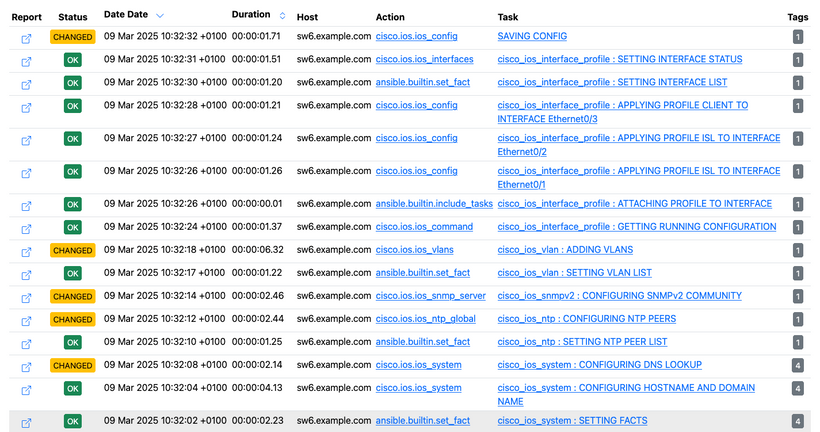 Report Status Date Date Duration Host Action Task Tags
CHANGED 09 Mar 2025 10:32:32 +0100 00:00:01.71 sw6.example.com cisco.ios.ios_config SAVING CONFIG 1
OK 09 Mar 2025 10:32:31 +0100 00:00:01.51 sw6.example.com cisco.ios.ios_interfaces cisco_ios_interface_profile : SETTING INTERFACE STATUS 1
OK 09 Mar 2025 10:32:30 +0100 00:00:01.20 sw6.example.com ansible.builtin.set_fact cisco_ios_interface_profile : SETTING INTERFACE LIST 1
OK 09 Mar 2025 10:32:28 +0100 00:00:01.21 sw6.example.com cisco.ios.ios_config cisco_ios_interface_profile : APPLYING PROFILE CLIENT TO 1
INTERFACE Ethernet0/3
OK 09 Mar 2025 10:32:27 +0100 00:00:01.24 sw6.example.com cisco.ios.ios_config cisco_ios_interface_profile : APPLYING PROFILE ISL TO INTERFACE 1
Ethernet0/2
OK 09 Mar 2025 10:32:26 +0100 00:00:01.26 sw6.example.com cisco.ios.ios_config cisco_ios_interface_profile : APPLYING PROFILE ISL TO INTERFACE 1
Ethernet0/1
OK 09 Mar 2025 10:32:26 +0100 00:00:00.01 sw6.example.com ansible.builtin.include_tasks cisco_ios_interface_profile : ATTACHING PROFILE TO INTERFACE 1
OK 09 Mar 2025 10:32:24 +0100 00:00:01.37 sw6.example.com cisco.ios.ios_command cisco_ios_interface_profile : GETTING RUNNING CONFIGURATION 1
CHANGED 09 Mar 2025 10:32:18 +0100 00:00:06.32 sw6.example.com cisco.ios.ios_vlans cisco_ios_vlan : ADDING VLANS 1
OK 09 Mar 2025 10:32:17 +0100 00:00:01.22 sw6.example.com ansible.builtin.set_fact cisco_ios_vlan : SETTING VLAN LIST 1
CHANGED 09 Mar 2025 10:32:14 +0100 00:00:02.46 sw6.example.com cisco.ios.ios_snmp_server cisco_ios_snmpv2 : CONFIGURING SNMPv2 COMMUNITY 1
CHANGED 09 Mar 2025 10:32:12 +0100 00:00:02.44 sw6.example.com cisco.ios.ios_ntp_global cisco_ios_ntp : CONFIGURING NTP PEERS 1
OK 09 Mar 2025 10:32:10 +0100 00:00:01.25 sw6.example.com ansible.builtin.set_fact cisco_ios_ntp : SETTING NTP PEER LIST 1
CHANGED 09 Mar 2025 10:32:08 +0100 00:00:02.14 sw6.example.com cisco.ios.ios_system cisco_ios_system : CONFIGURING DNS LOOKUP 4
OK 09 Mar 2025 10:32:04 +0100 00:00:04.13 sw6.example.com cisco.ios.ios_system cisco_ios_system : CONFIGURING HOSTNAME AND DOMAIN 4
NAME
OK 09 Mar 2025 10:32:02 +0100 00:00:02.23 sw6.example.com ansible.builtin.set_fact cisco_ios_system : SETTING FACTS 4